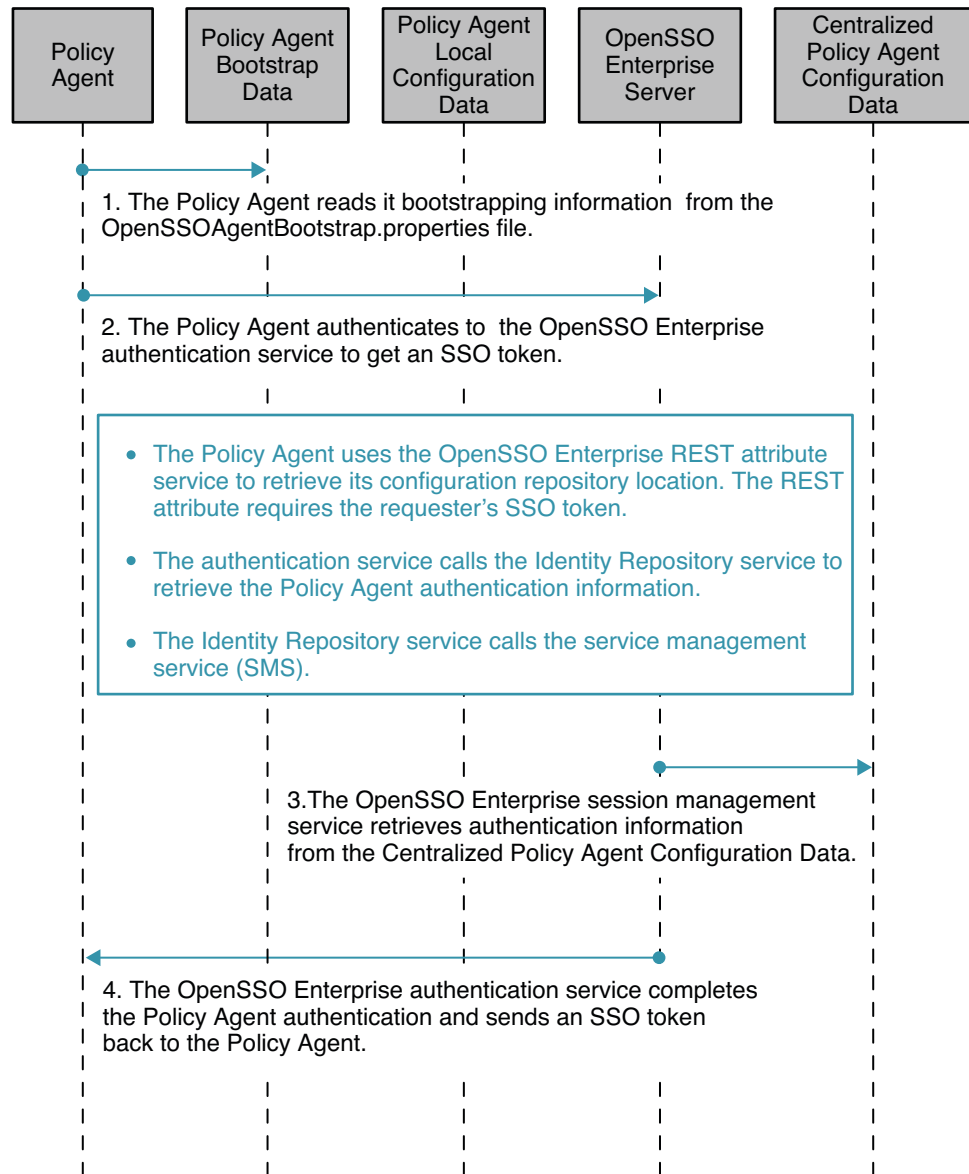 Policy
Agent
Policy Agent
Bootstrap
Data
Policy Agent
Local
Configuration
Data
OpenSSO
Enterprise
Server
Centralized
Policy Agent
Configuration
Data
1. The Policy Agent reads it bootstrapping information from the
OpenSSOAgentBootstrap.properties file.
2. The Policy Agent authenticates to the OpenSSO Enterprise
authentication service to get an SSO token.
• The Policy Agent uses the OpenSSO Enterprise REST attribute
service to retrieve its configuration repository location. The REST
attribute requires the requester's SSO token.
• The authentication service calls the Identity Repository service to
retrieve the Policy Agent authentication information.
• The Identity Repository service calls the service management
service (SMS).
3.The OpenSSO Enterprise session management
service retrieves authentication information
from the Centralized Policy Agent Configuration Data.
4. The OpenSSO Enterprise authentication service completes
the Policy Agent authentication and sends an SSO token
back to the Policy Agent.